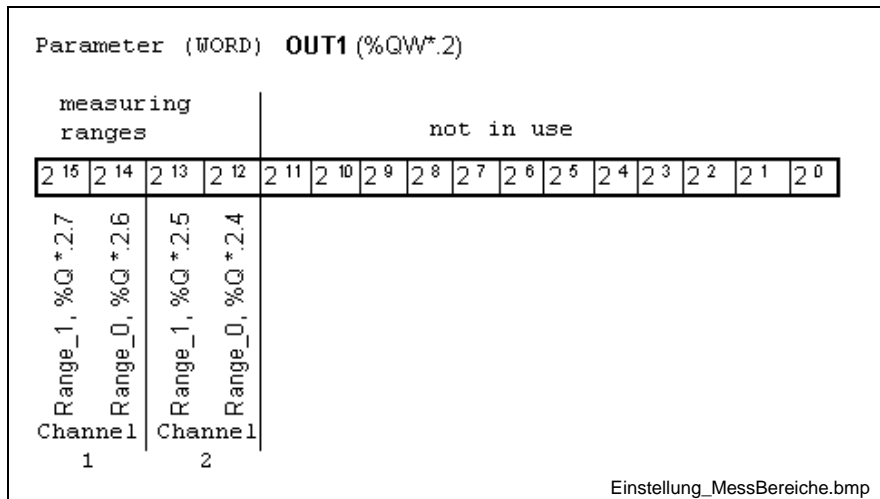 Parameter (WORD) OUT1 (%QW*.2)
measuring
ranges
not in use
2 15 2 14 2 13 2 12 2 11 2 10 2 9 2 8 2 7 2 6 2 5 2 4 2 3 2 2 2 1 2 0
Range_1, %Q *.2.7
Range_0, %Q *.2.6
Range_1, %Q *.2.5
Range_0, %Q *.2.4
Channel Channel
1 2
Einstellung_MessBereiche.bmp